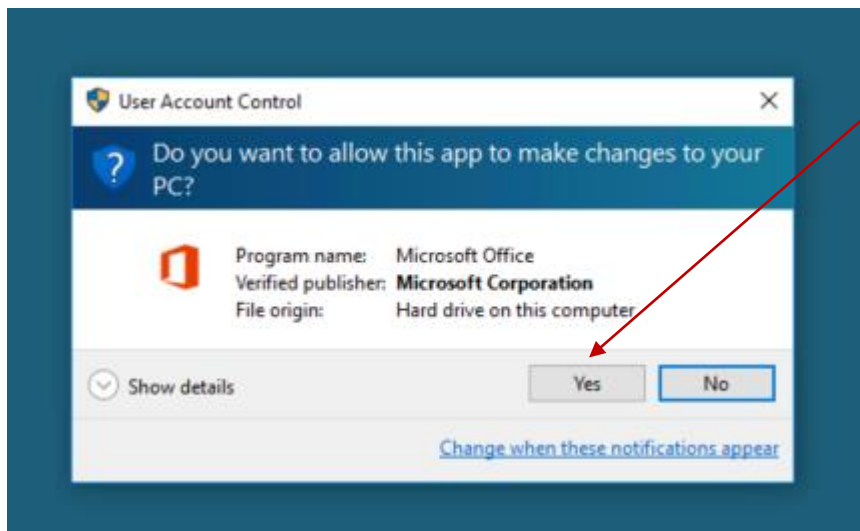 User Account Control
Do you want to allow this app to make changes to your
PC?
Program name: Microsoft Office
Verified publisher: Microsoft Corporation
File origin: Hard drive on this computer
Show details
Yes
No
Change when these notifications appear